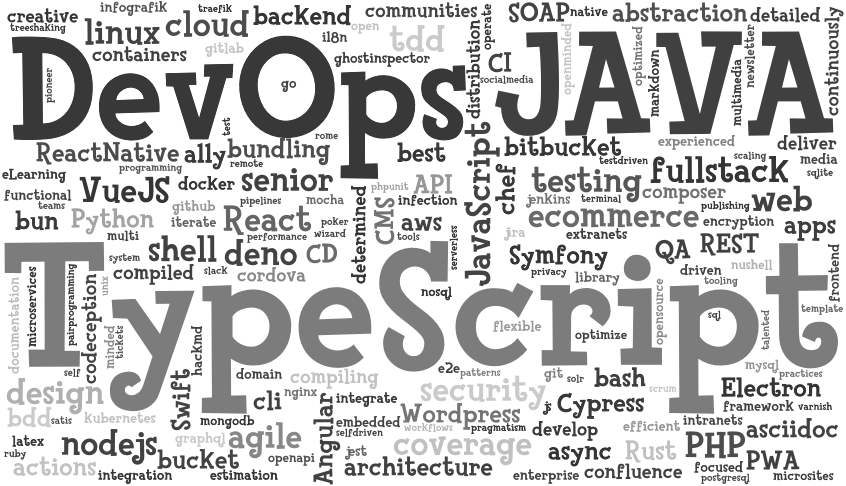 creative
infografik
traefik
backend
communities
SOAP
native
abstraction
detailed
treeshaking
linux
cloud
i18n
open
tdd
operate
continuously
containers
gitlab
ghostinspector
distribution
CI
socialmedia
openminded
optimized
markdown
multimedia
newsletter
DevOps
JAVA
pioneer
go
test
rome
ReactNative
ally
bundling
best
JavaScript
bitbucket
experienced
deliver
programming
remote
testdriven
scaling
media
eLearning
VueJS
docker
senior
phpunit
API
chef
testing
fullstack
sqlite
functional
teams
github
pipelines
mocha
determined
CMS
infection
jenkins
terminal
composer
publishing
web
bun
Python
iterate
React
poker
aws
ecommerce
encryption
apps
multi
performance
wizard
tools
serverless
jira
extranets
system
shell
deno
CD
Symfony
QA
REST
compiled
slack
cordova
privacy
library
driven
nushell
frontend
documentation
microservices
pairprogramming
codeception
unix
nosql
tooling
TypeScript
opensource
sql
template
flexible
optimize
talented
minded
tickets
hackmd
mysql
self
domain
compiling
e2e
patterns
git
solr
bash
practices
design
Swift
cli
nginx
integrate
security
scrum
Electron
bdd
satis
kubernetes
mongodb
Angular
embedded
Wordpress
js
Cypress
framework
varnish
selfdriven
workflows
pragmatism
develop
efficient
intranets
asciidoc
latex
nodejs
graphql
agile
jest
coverage
async
Rust
PHP
ruby
bucket
openapi
architecture
focused
PWA
actions
integration
estimation
enterprise
confluence
postgresql
microsites